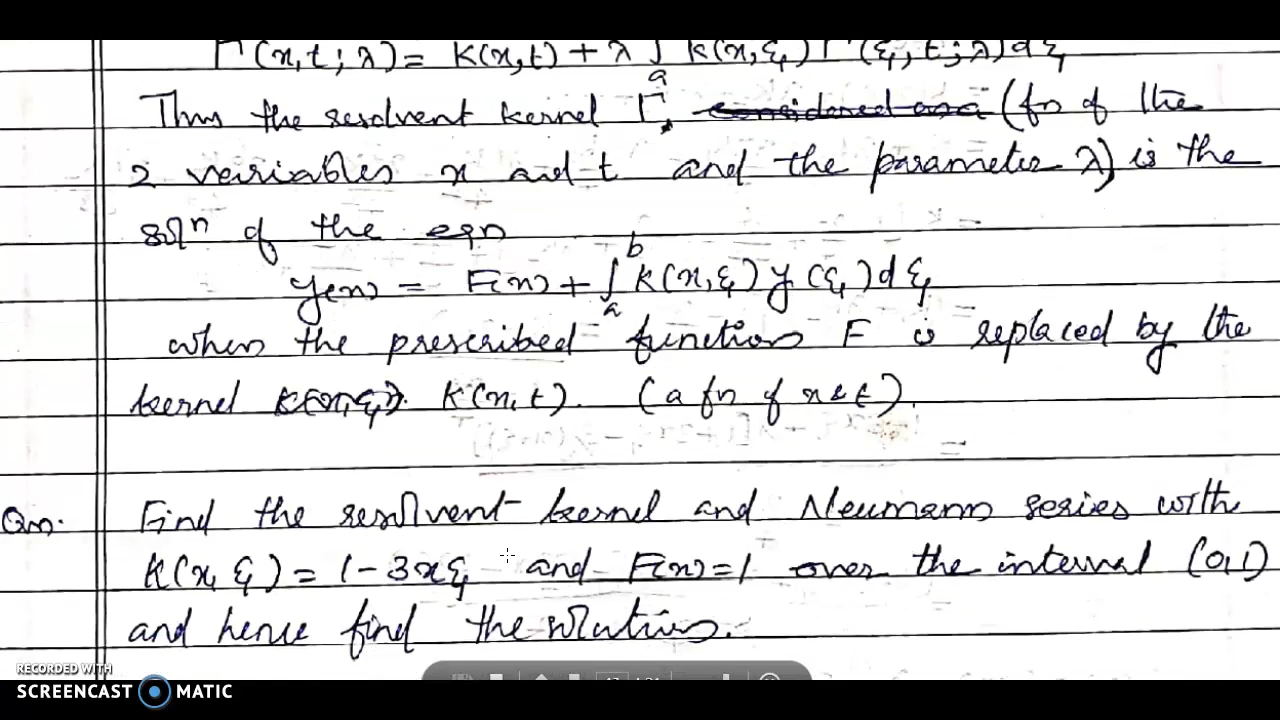 Γ(x,t;λ) = K(x,t) + λ ∫ K(x,ξ) Γ(ξ,t;λ)dξ
a
Thus the resolvent kernel Γ, ~~considered as a~~ (fn of the
2 variables x and t and the parameter λ) is the
solⁿ of the eqn
b
y(x) = F(x) + ∫ K(x,ξ) y(ξ)dξ
a
when the prescribed function F is replaced by the
kernel ~~K(x,ξ)~~. K(x,t). (a fn of x & t).
Qn. Find the resolvent kernel and Neumann series with
K(x,ξ) = 1-3xξ and F(x)=1 over the interval (0,1)
and hence find the solution.
RECORDED WITH
SCREENCAST MATIC